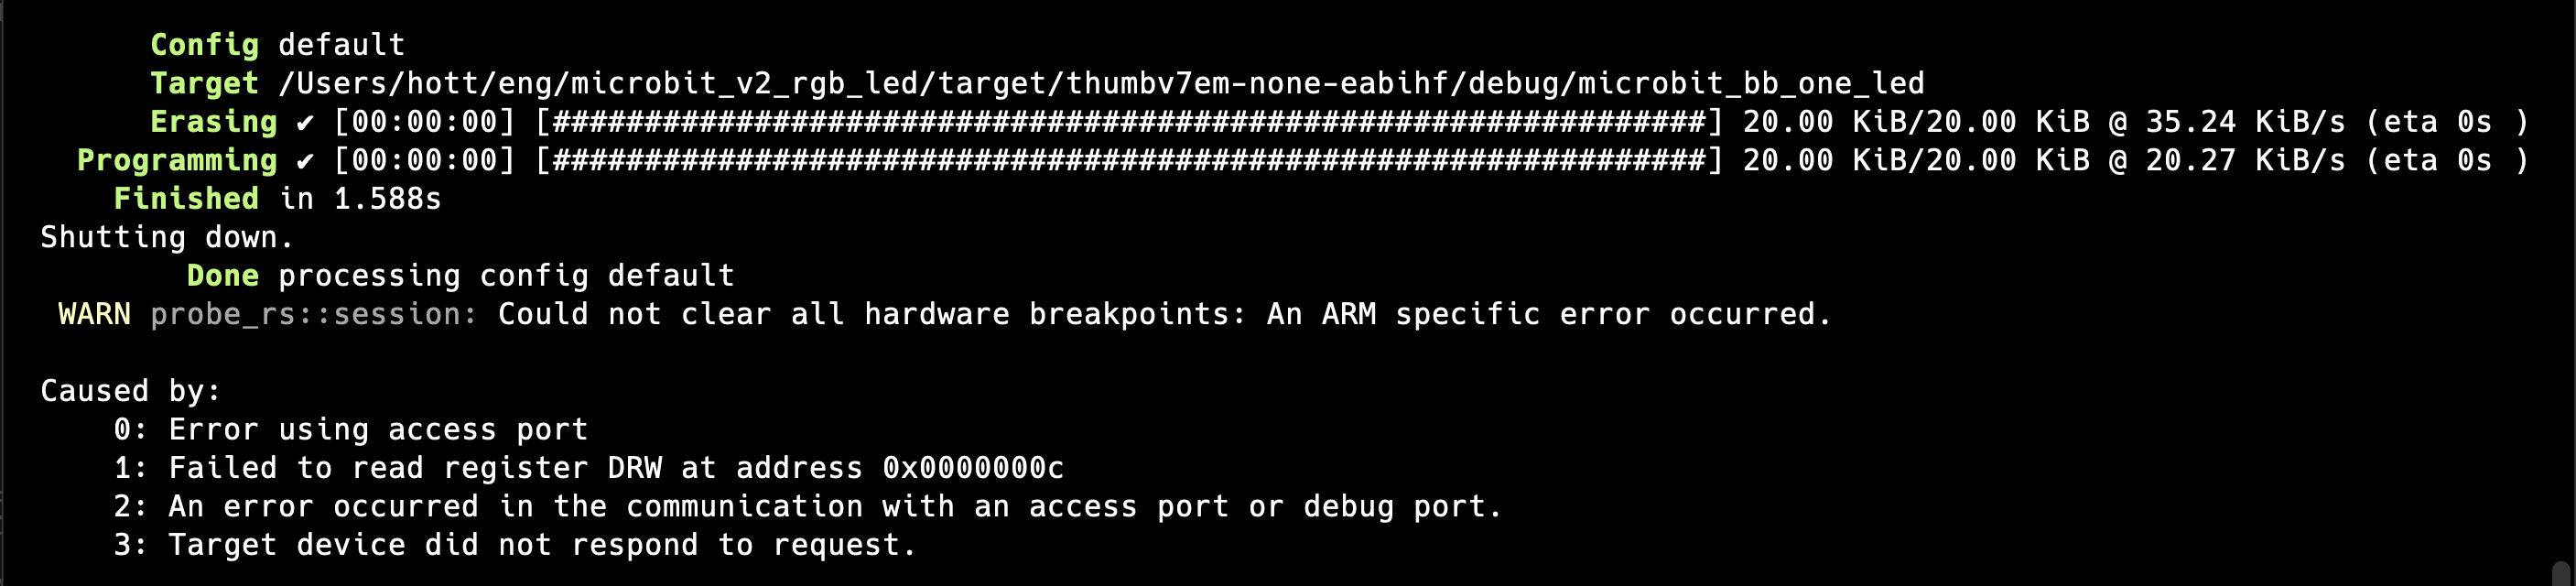 Config default
Target /Users/hott/eng/microbit_v2_rgb_led/target/thumbv7em-none-eabihf/debug/microbit_bb_one_led
Erasing ✔ [00:00:00] [###############################################################] 20.00 KiB/20.00 KiB @ 35.24 KiB/s (eta 0s )
Programming ✔ [00:00:00] [###############################################################] 20.00 KiB/20.00 KiB @ 20.27 KiB/s (eta 0s )
Finished in 1.588s
Shutting down.
Done processing config default
WARN probe_rs::session: Could not clear all hardware breakpoints: An ARM specific error occurred.
Caused by:
0: Error using access port
1: Failed to read register DRW at address 0x0000000c
2: An error occurred in the communication with an access port or debug port.
3: Target device did not respond to request.